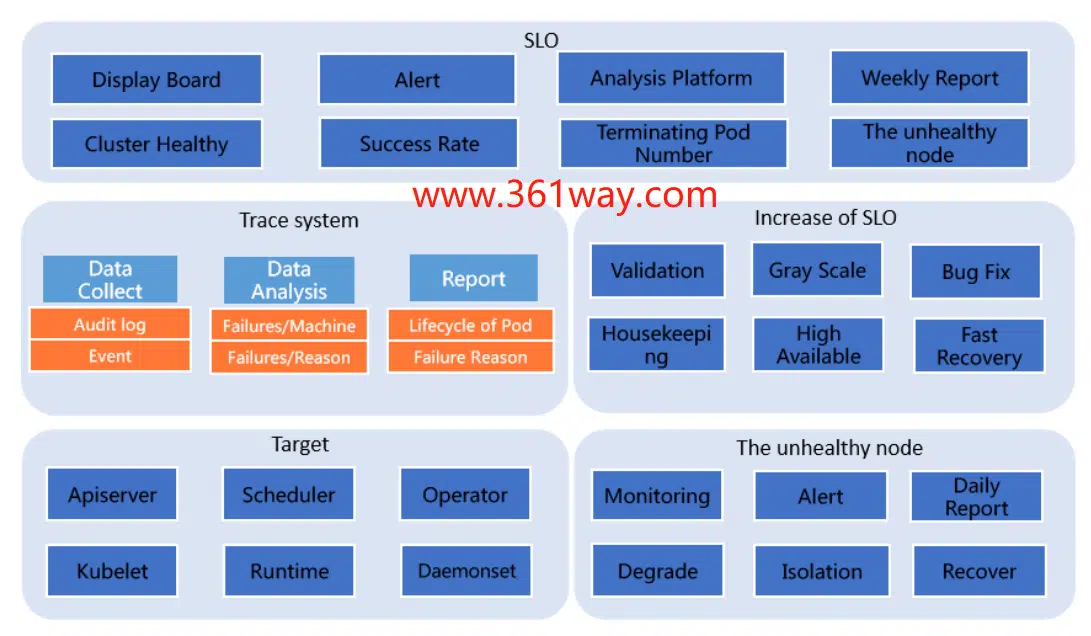 SLO
Display Board
Alert
Analysis Platform
Weekly Report
Cluster Healthy
Success Rate
Terminating Pod
Number
The unhealthy
node
www.361way.com
Trace system
Data
Collect
Audit log
Event
Data
Analysis
Failures/Machine
Failures/Reason
Report
Lifecycle of Pod
Failure Reason
Increase of SLO
Validation
Gray Scale
Bug Fix
Housekeepi
ng
High
Available
Fast
Recovery
Target
Apiserver
Scheduler
Operator
Kubelet
Runtime
Daemonset
The unhealthy node
Monitoring
Alert
Daily
Report
Degrade
Isolation
Recover